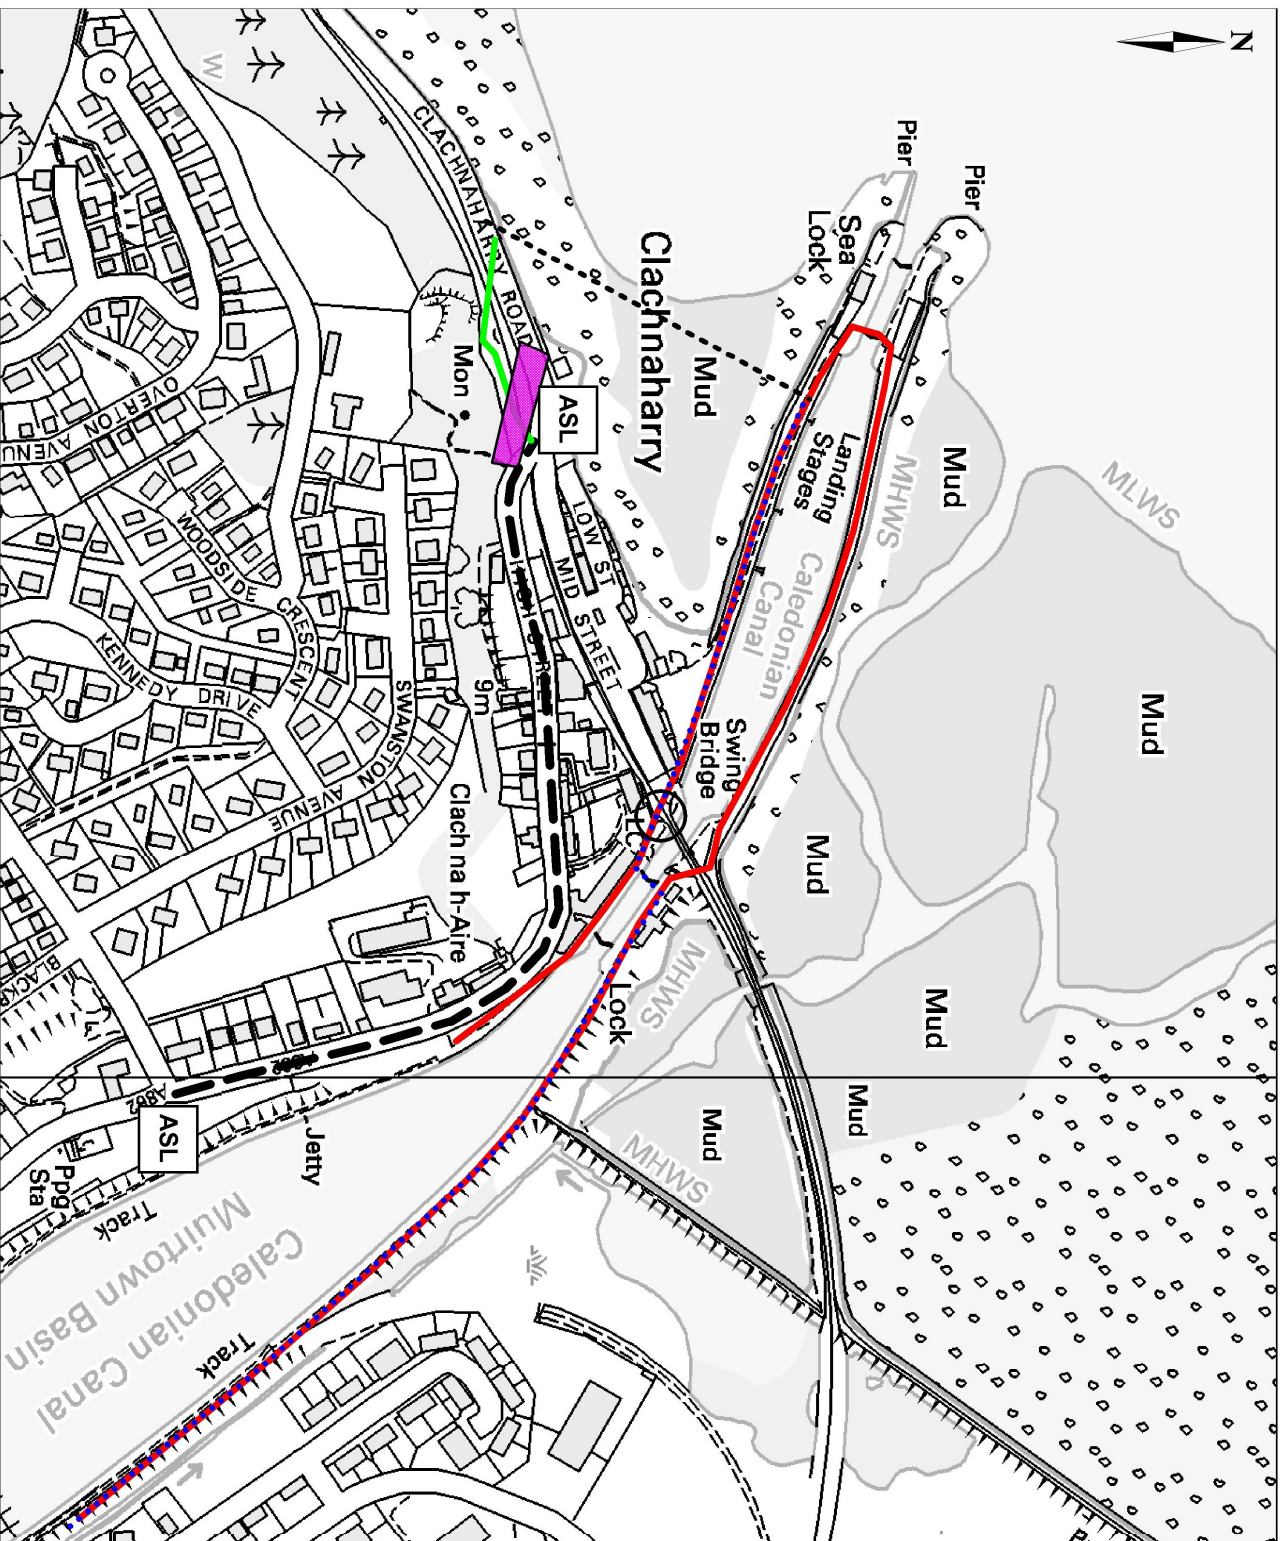 N
Pier
Pier
Sea
Lock
CLACHNAHARRY ROAD
Clachnaharry
Mud
Landing
Stages
Caledonian
Canal
MHWS
Mud
MLWS
Mud
Mud
Mud
Mud
Mud
W
Mon
ASL
LOW ST
MID STREET
9m
Swing
Bridge
LC
OVERTON AVENU
WOODSIDE CRESCENT
KENNEDY DRIVE
SWANSTON AVENUE
Clach na h-Aire
MHWS
Lock
A862
ASL
Jetty
Ppg
Sta
Track
MHWS
Caledonian Canal
Muirtown Basin
Track